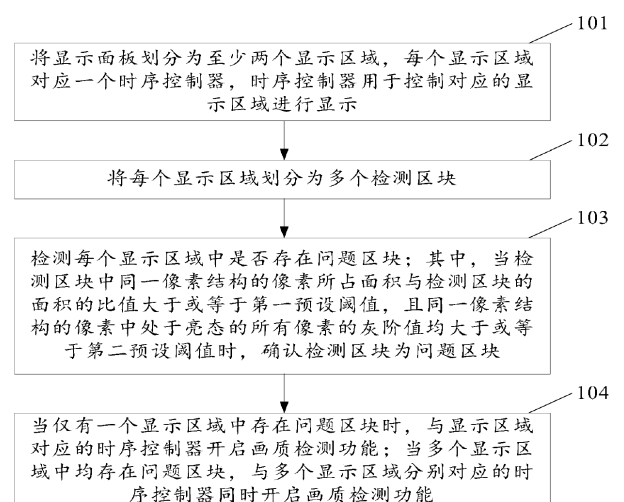 101
将显示面板划分为至少两个显示区域，每个显示区域
对应一个时序控制器，时序控制器用于控制对应的显
示区域进行显示
102
将每个显示区域划分为多个检测区块
103
检测每个显示区域中是否存在问题区块；其中，当检
测区块中同一像素结构的像素所占面积与检测区块的
面积的比值大于或等于第一预设阈值，且同一像素结
构的像素中处于亮态的所有像素的灰阶值均大于或等
于第二预设阈值时，确认检测区块为问题区块
104
当仅有一个显示区域中存在问题区块时，与显示区域
对应的时序控制器开启画质检测功能；当多个显示区
域中均存在问题区块，与多个显示区域分别对应的时
序控制器同时开启画质检测功能